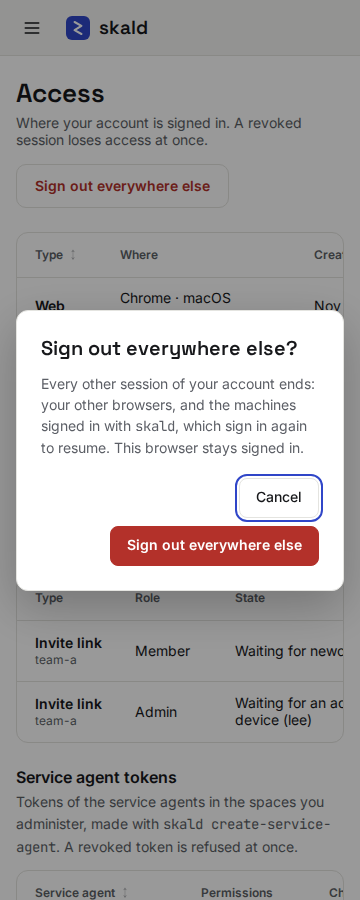 skald
Access
Where your account is signed in. A revoked
session loses access at once.
Sign out everywhere else
Type Where
Chrome · macOS
Web Nov
Sign out everywhere else?
Every other session of your account ends:
your other browsers, and the machines
signed in with skald, which sign in again
to resume. This browser stays signed in.
Cancel
Sign out everywhere else
Type Role State
Invite link
team-a
Member
Waiting for
Invite link
team-a
Admin
Waiting for an
device (lee)
Service agent tokens
Tokens of the service agents in the spaces you
administer, made with skald create-service-
agent. A revoked token is refused at once.
Service agent Permissions